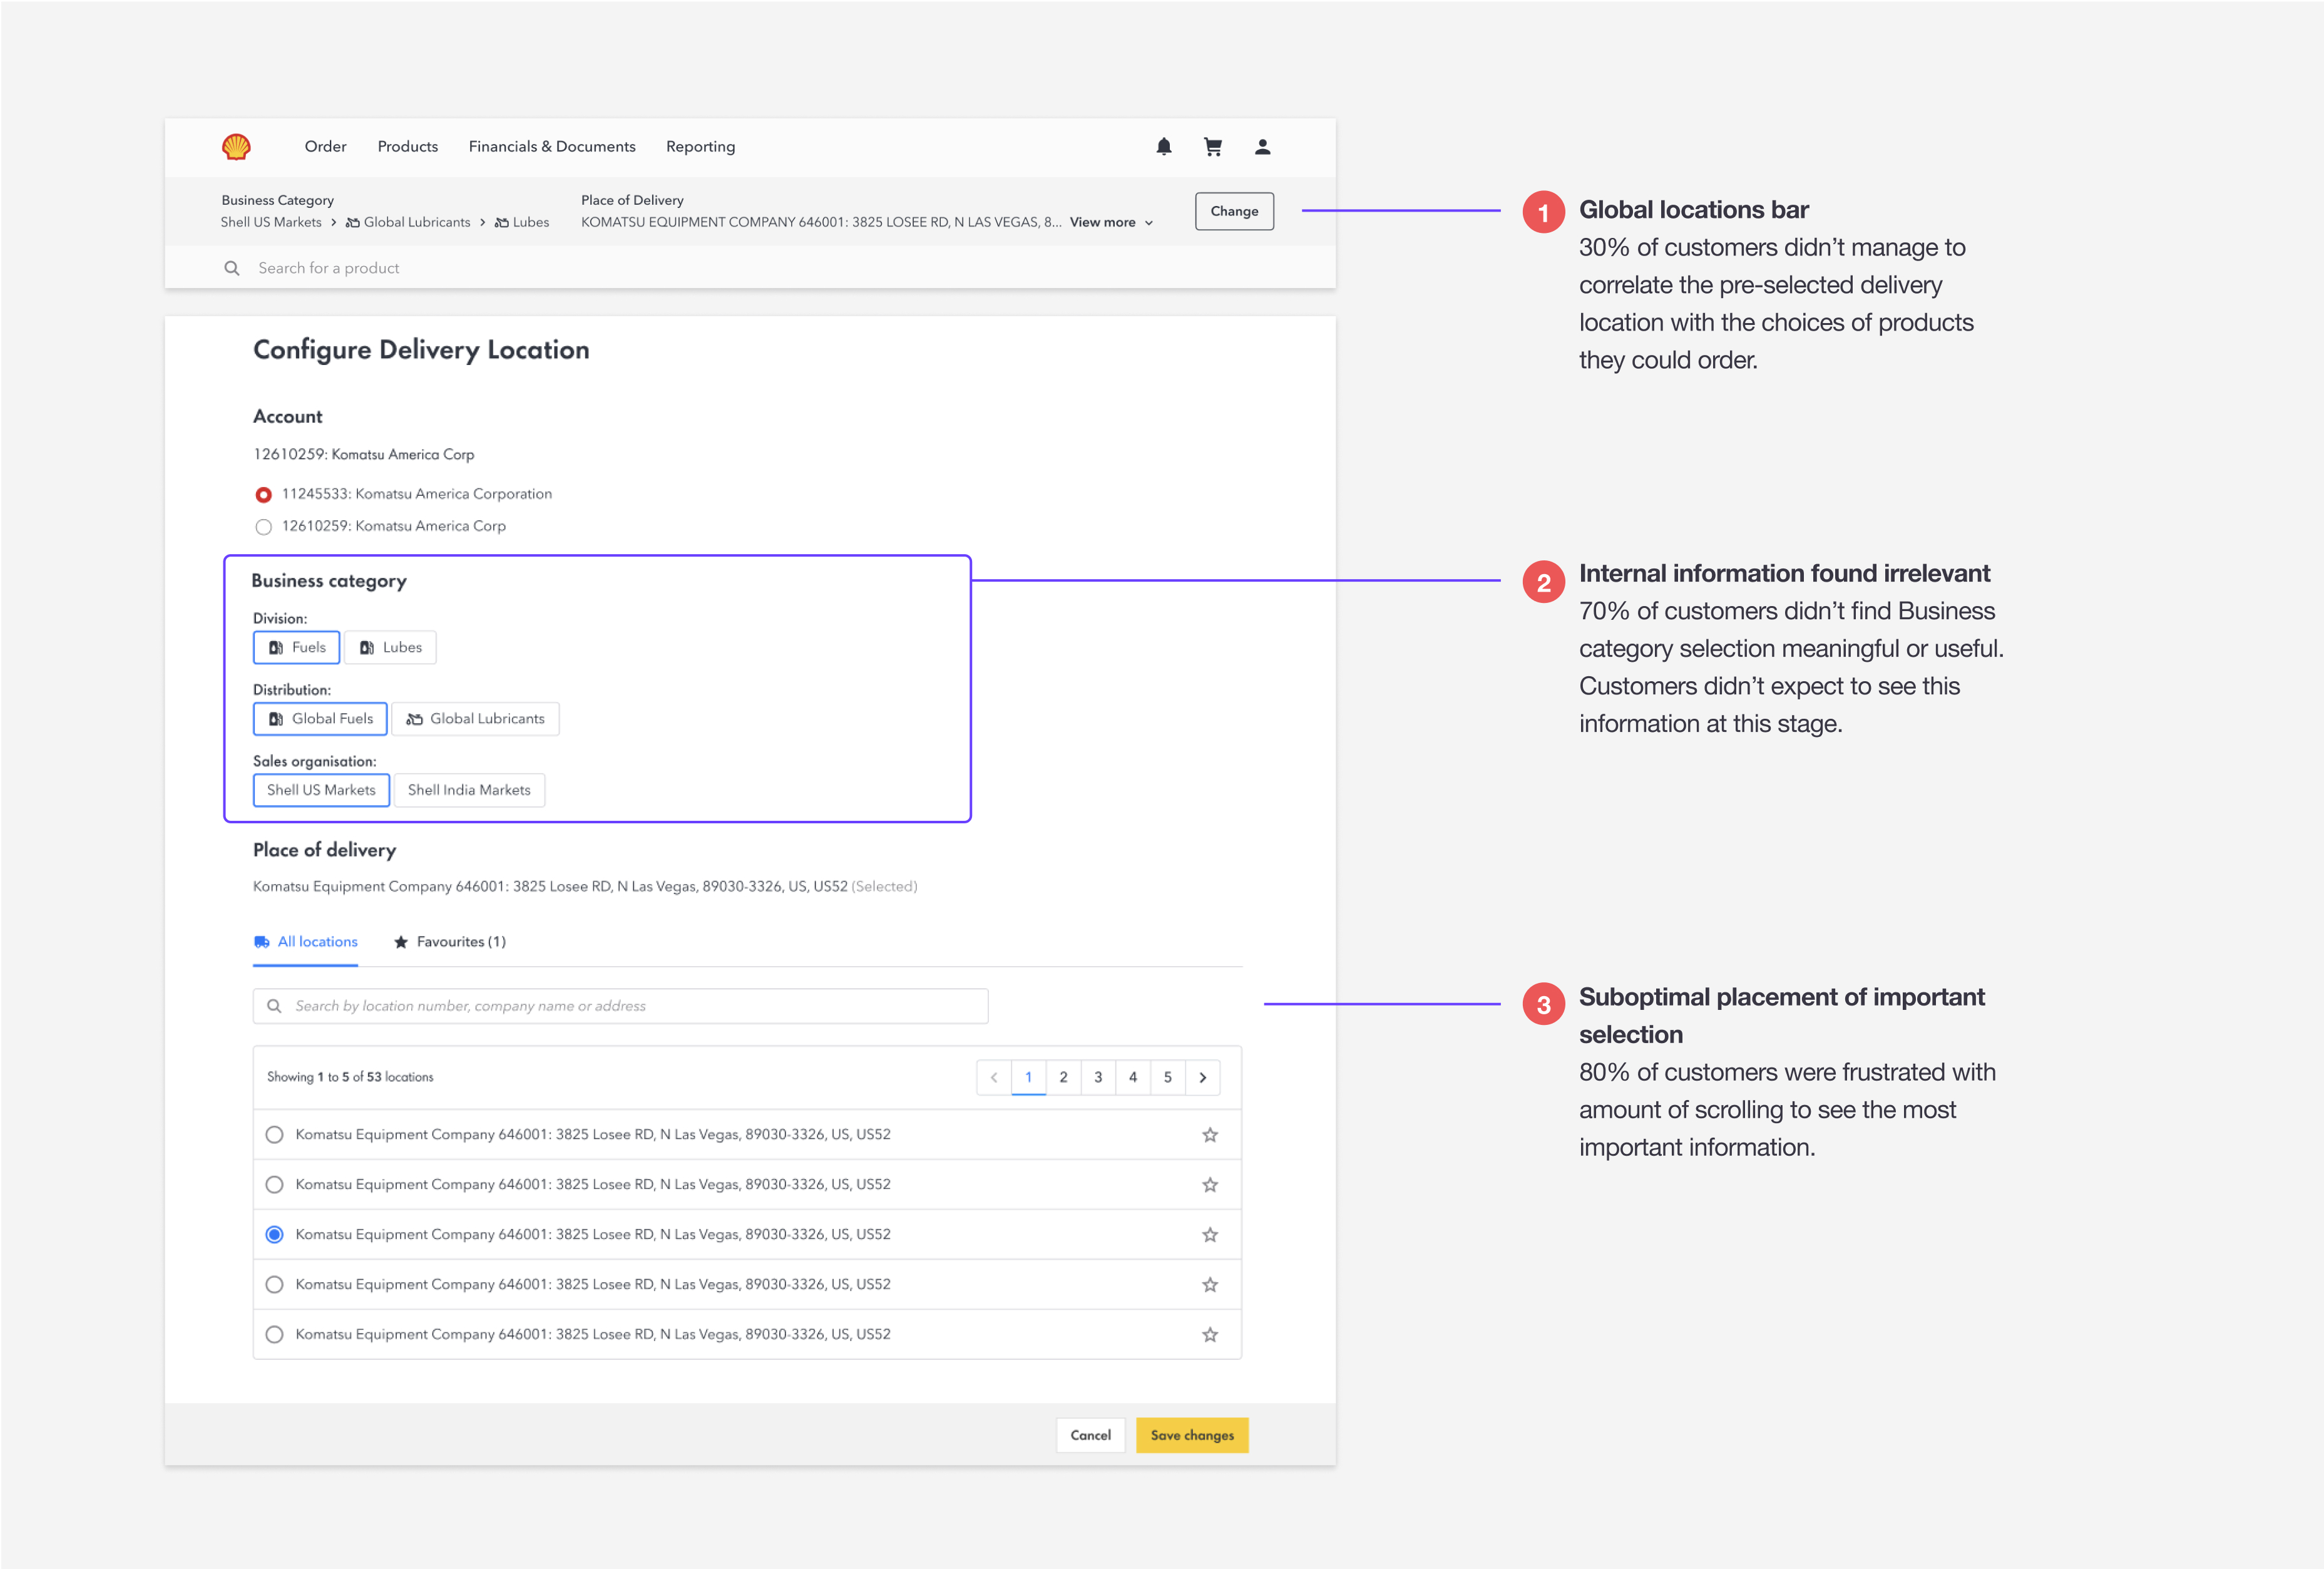 Order Products Financials & Documents Reporting
Business Category
Shell US Markets > Global Lubricants > Lubes
Place of Delivery
KOMATSU EQUIPMENT COMPANY 646001: 3825 LOSEE RD, N LAS VEGAS, 8... View more
Change
Search for a product
Configure Delivery Location
Account
12610259: Komatsu America Corp
11245533: Komatsu America Corporation
12610259: Komatsu America Corp
Business category
Division:
Fuels Lubes
Distribution:
Global Fuels Global Lubricants
Sales organisation:
Shell US Markets Shell India Markets
Place of delivery
Komatsu Equipment Company 646001: 3825 Losee RD, N Las Vegas, 89030-3326, US, US52 (Selected)
All locations Favourites (1)
Search by location number, company name or address
Showing 1 to 5 of 53 locations
< 1 2 3 4 5 >
Komatsu Equipment Company 646001: 3825 Losee RD, N Las Vegas, 89030-3326, US, US52
Komatsu Equipment Company 646001: 3825 Losee RD, N Las Vegas, 89030-3326, US, US52
Komatsu Equipment Company 646001: 3825 Losee RD, N Las Vegas, 89030-3326, US, US52
Komatsu Equipment Company 646001: 3825 Losee RD, N Las Vegas, 89030-3326, US, US52
Komatsu Equipment Company 646001: 3825 Losee RD, N Las Vegas, 89030-3326, US, US52
Cancel Save changes
1 Global locations bar
30% of customers didn't manage to
correlate the pre-selected delivery
location with the choices of products
they could order.
2 Internal information found irrelevant
70% of customers didn't find Business
category selection meaningful or useful.
Customers didn't expect to see this
information at this stage.
3 Suboptimal placement of important
selection
80% of customers were frustrated with
amount of scrolling to see the most
important information.